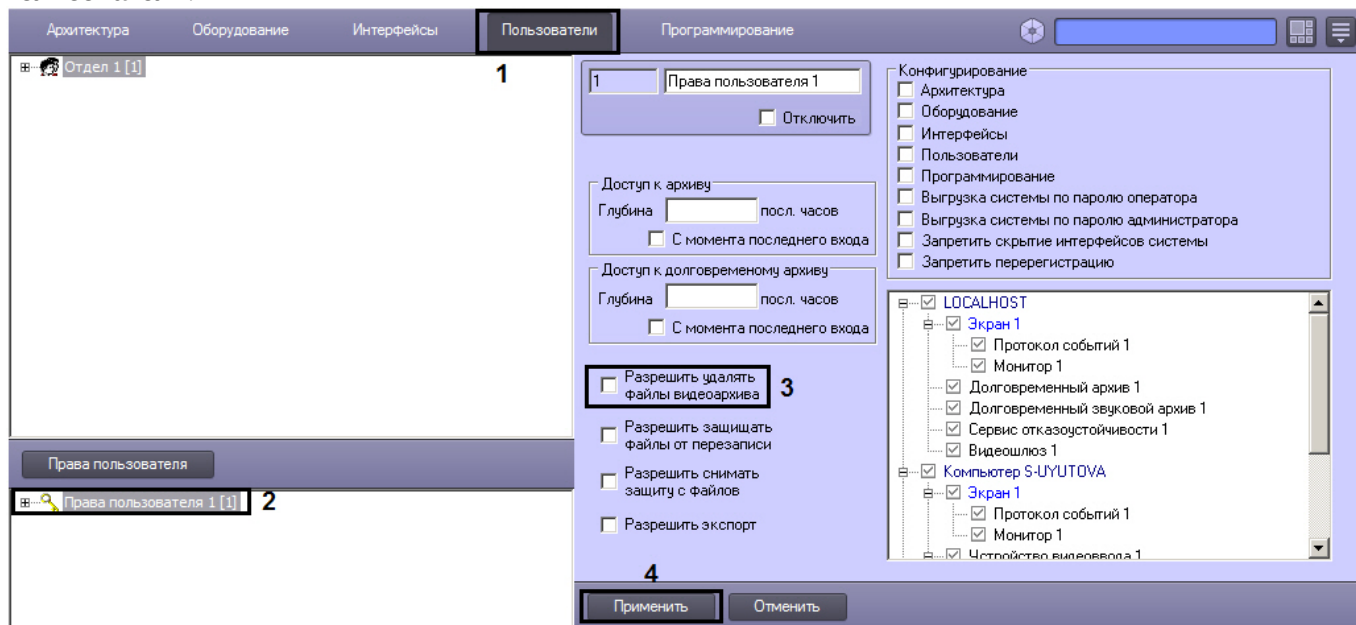 Архитектура Оборудование Интерфейсы Пользователи Программирование
1
Отдел 1 [1]
Права пользователя
Права пользователя 1 [1]
2
1 Права пользователя 1
Отключить
Доступ к архиву
Глубина посл. часов
С момента последнего входа
Доступ к долговременому архиву
Глубина посл. часов
С момента последнего входа
Разрешить удалять
файлы видеоархива
3
Разрешить защищать
файлы от перезаписи
Разрешить снимать
защиту с файлов
Разрешить экспорт
Конфигурирование
Архитектура
Оборудование
Интерфейсы
Пользователи
Программирование
Выгрузка системы по паролю оператора
Выгрузка системы по паролю администратора
Запретить скрытие интерфейсов системы
Запретить перерегистрацию
LOCALHOST
Экран 1
Протокол событий 1
Монитор 1
Долговременный архив 1
Долговременный звуковой архив 1
Сервис отказоустойчивости 1
Видеошлюз 1
Компьютер S-UYUTOVA
Экран 1
Протокол событий 1
Монитор 1
Устройство видеоввода 1
4
Применить Отменить